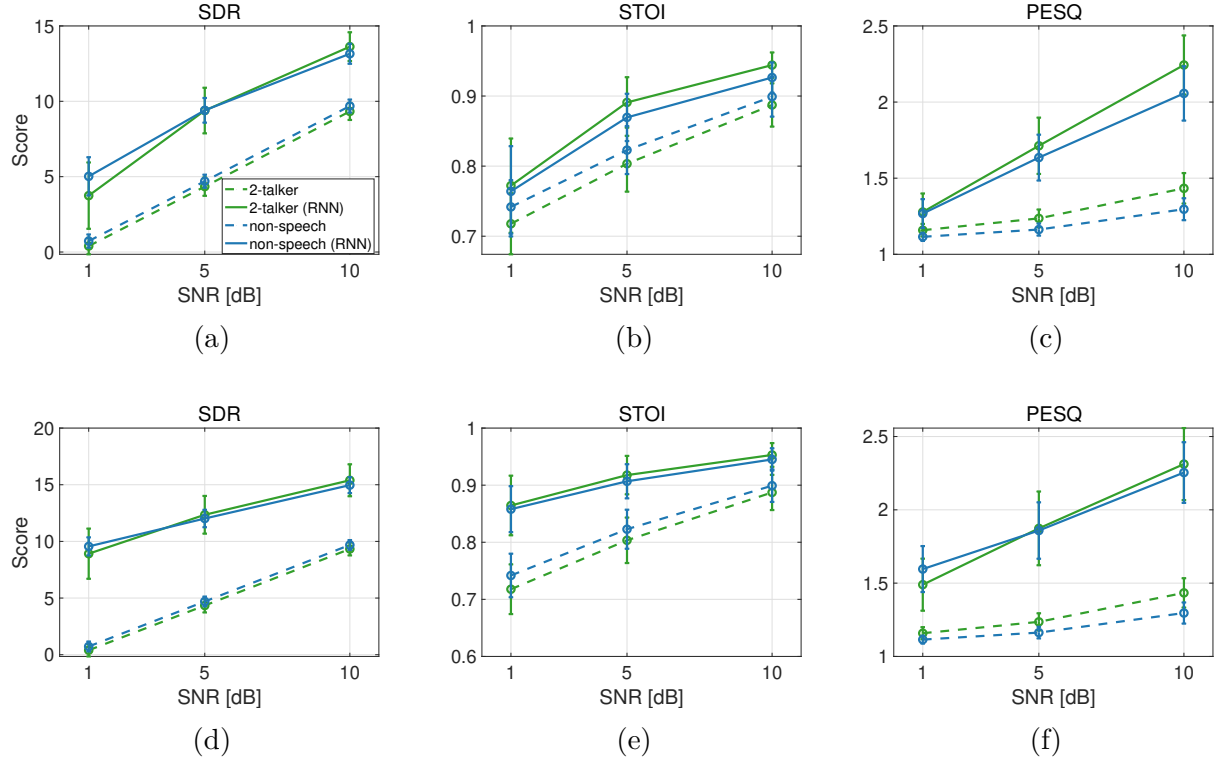 SDR
15
10
5
0
Score
1
5
10
SNR [dB]
2-talker
2-talker (RNN)
non-speech
non-speech (RNN)
(a)
STOI
1
0.9
0.8
0.7
1
5
10
SNR [dB]
(b)
PESQ
2.5
2
1.5
1
1
5
10
SNR [dB]
(c)
SDR
20
15
10
5
0
Score
1
5
10
SNR [dB]
(d)
STOI
1
0.9
0.8
0.7
0.6
1
5
10
SNR [dB]
(e)
PESQ
2.5
2
1.5
1
1
5
10
SNR [dB]
(f)